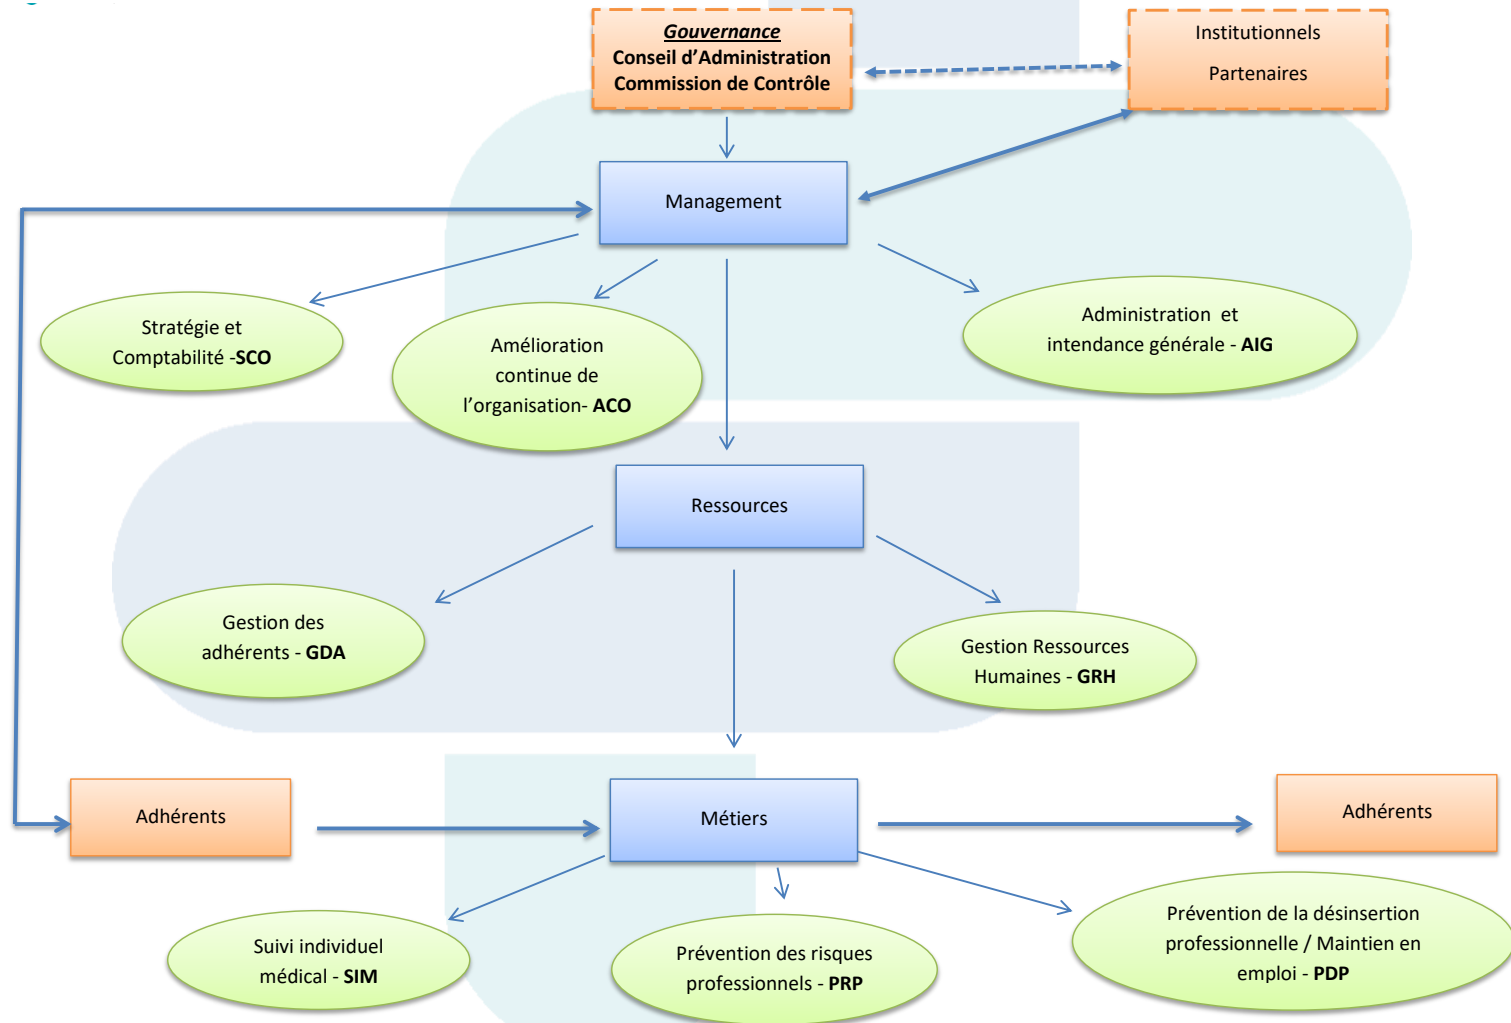 Gouvernance
Conseil d'Administration
Commission de Contrôle
Institutionnels
Partenaires
Management
Stratégie et
Comptabilité -SCO
Amélioration
continue de
l'organisation- ACO
Administration et
intendance générale - AIG
Ressources
Gestion des
adhérents - GDA
Gestion Ressources
Humaines - GRH
Adhérents
Métiers
Adhérents
Suivi individuel
médical - SIM
Prévention des risques
professionnels - PRP
Prévention de la désinsertion
professionnelle / Maintien en
emploi - PDP